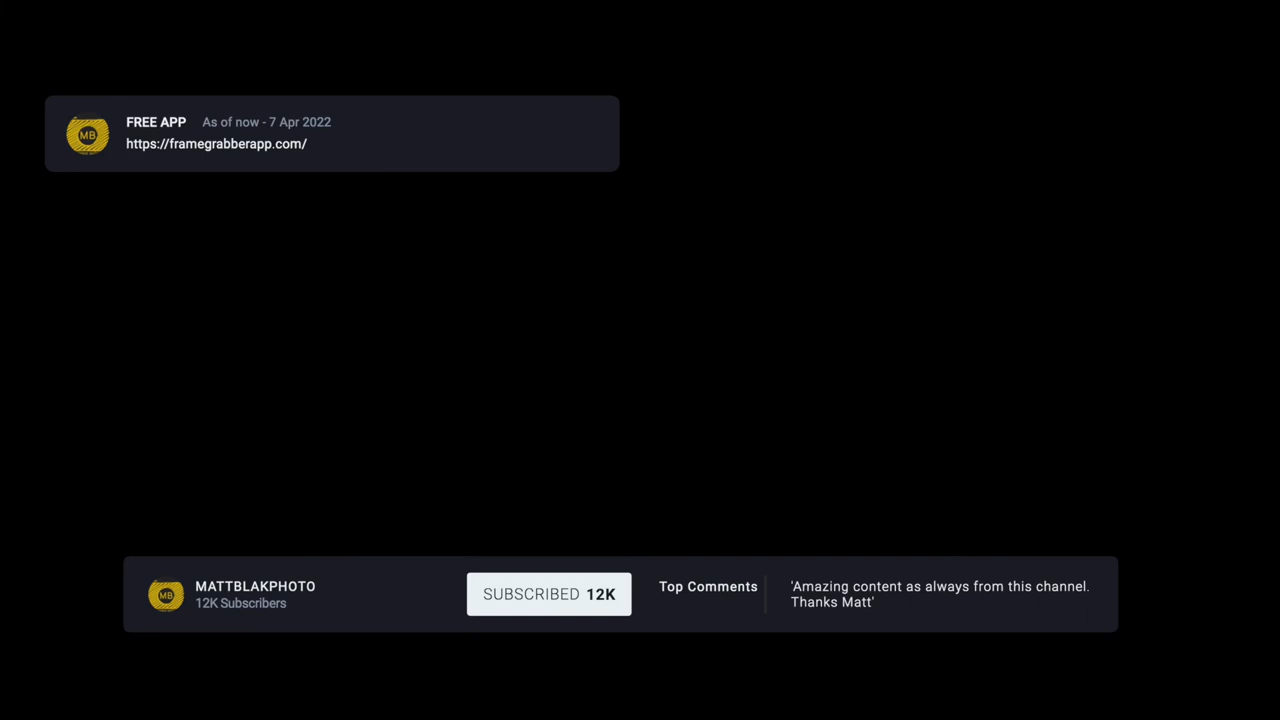 MB
FREE APP As of now - 7 Apr 2022
https://framegrabberapp.com/
MB
MATTBLAKPHOTO
12K Subscribers
SUBSCRIBED 12K
Top Comments
'Amazing content as always from this channel.
Thanks Matt'